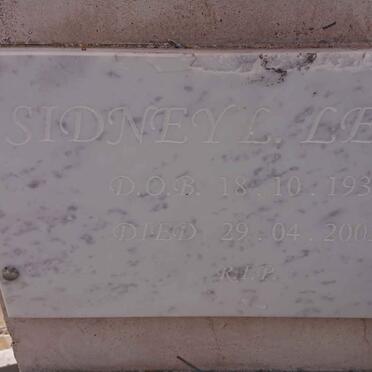 SIDNEY L. LE
D.O.B. 18.10.193
DIED 29.04.200
R.I.P.